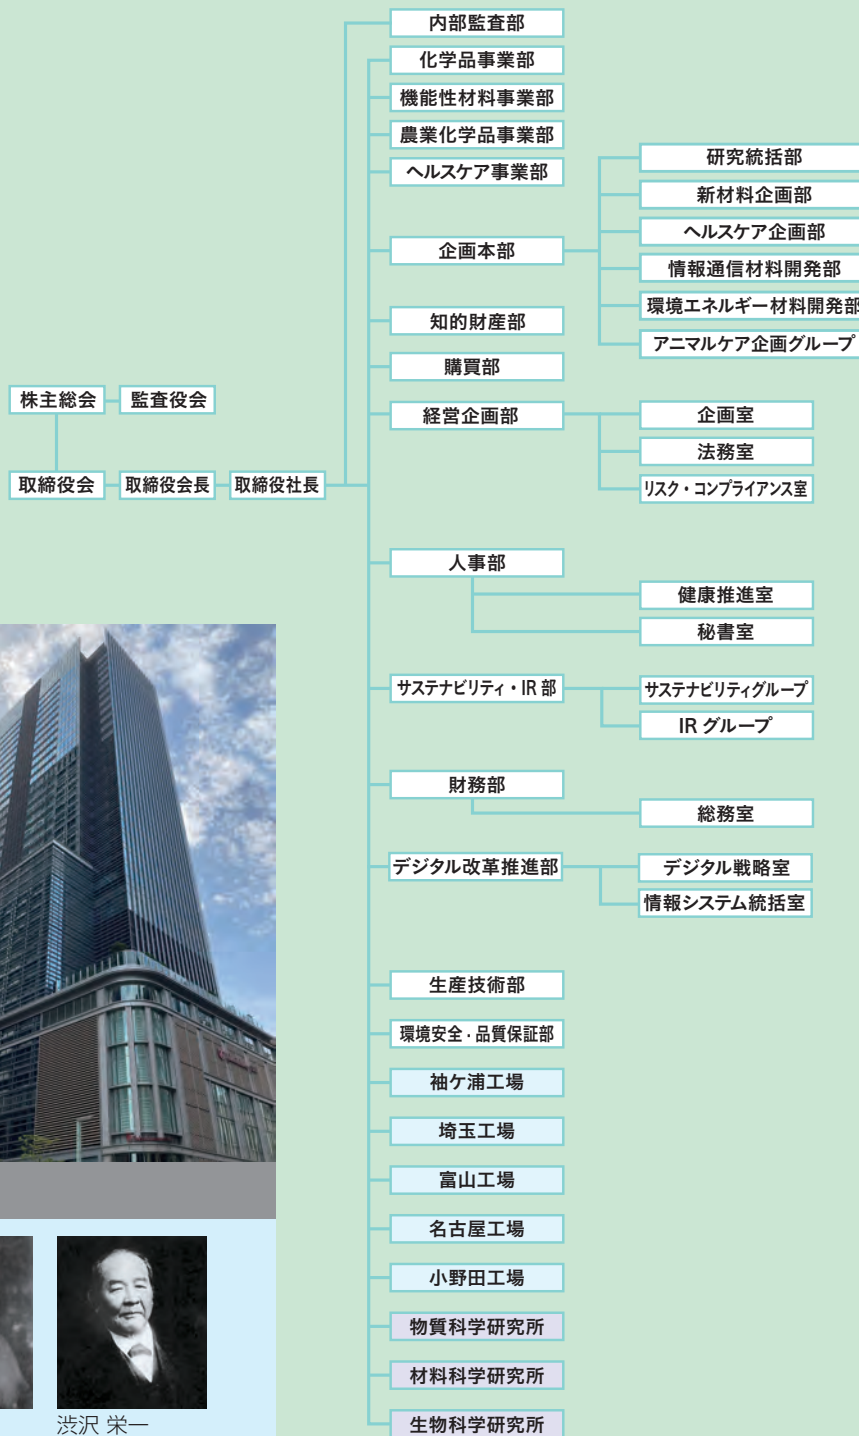 内部監査部
化学品事業部
機能性材料事業部
農業化学品事業部
ヘルスケア事業部
企画本部
研究統括部
新材料企画部
ヘルスケア企画部
情報通信材料開発部
環境エネルギー材料開発部
アニマルケア企画グループ
知的財産部
購買部
株主総会
監査役会
取締役会
取締役会長
取締役社長
経営企画部
企画室
法務室
リスク・コンプライアンス室
人事部
健康推進室
秘書室
サステナビリティ・IR 部
サステナビリティグループ
IR グループ
財務部
総務室
デジタル改革推進部
デジタル戦略室
情報システム統括室
生産技術部
環境安全・品質保証部
袖ケ浦工場
埼玉工場
富山工場
名古屋工場
小野田工場
物質科学研究所
材料科学研究所
生物科学研究所
渋沢 栄一